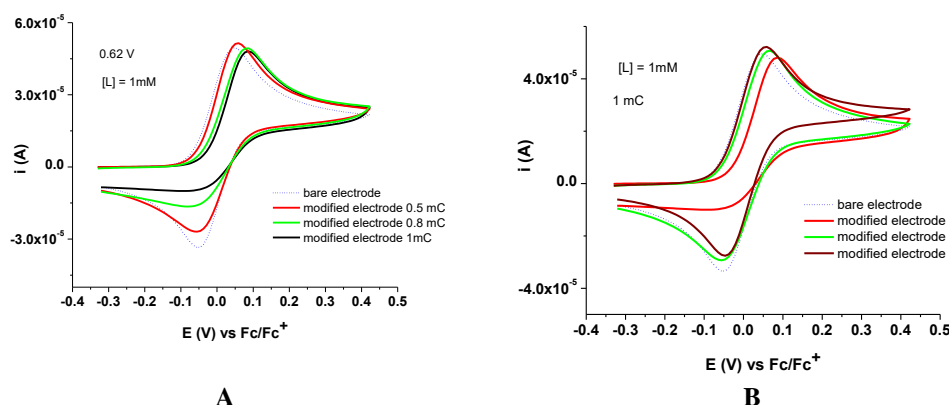 6.0x10⁻⁵
3.0x10⁻⁵
0.0
-3.0x10⁻⁵
i (A)
0.62 V
[L] = 1mM
bare electrode
modified electrode 0.5 mC
modified electrode 0.8 mC
modified electrode 1mC
-0.4 -0.3 -0.2 -0.1 0.0 0.1 0.2 0.3 0.4 0.5
E (V) vs Fc/Fc⁺
A
4.0x10⁻⁵
0.0
-4.0x10⁻⁵
i (A)
[L] = 1mM
1 mC
bare electrode
modified electrode
modified electrode
modified electrode
-0.4 -0.3 -0.2 -0.1 0.0 0.1 0.2 0.3 0.4 0.5
E (V) vs Fc/Fc⁺
B